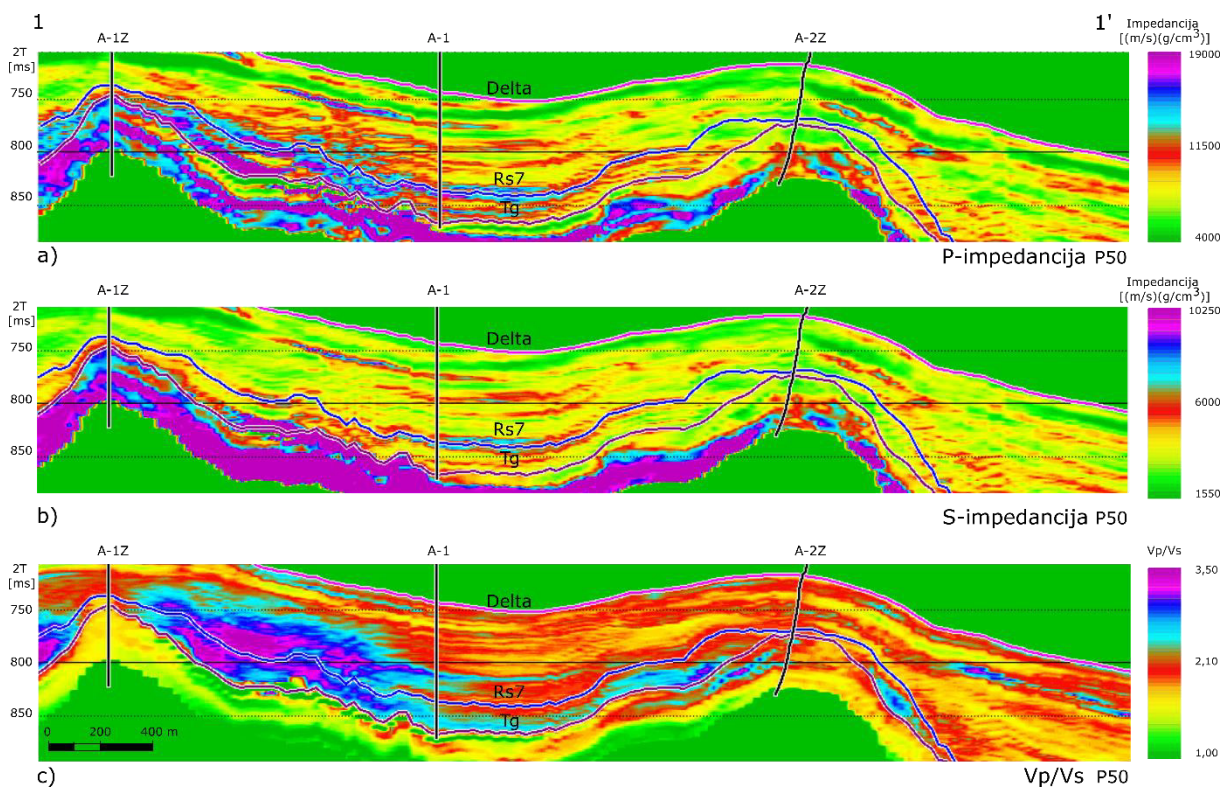 1
1'
A-1Z
A-1
A-2Z
Impedancija
[(m/s)(g/cm³)]
2T
[ms]
750
800
850
Delta
Rs7
Tg
19000
11500
4000
a)
P-impedancija P50
A-1Z
A-1
A-2Z
Impedancija
[(m/s)(g/cm³)]
2T
[ms]
750
800
850
Delta
Rs7
Tg
10250
6000
1550
b)
S-impedancija P50
A-1Z
A-1
A-2Z
Vp/Vs
2T
[ms]
750
800
850
Delta
Rs7
Tg
3,50
2,10
1,00
0 200 400 m
c)
Vp/Vs P50